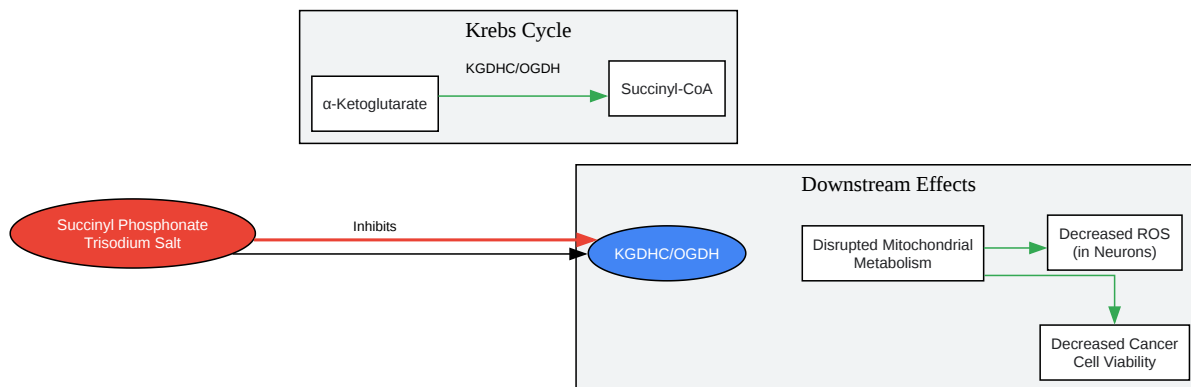 Krebs Cycle
KGDHC/OGDH
α-Ketoglutarate
Succinyl-CoA
Downstream Effects
Succinyl Phosphonate
Trisodium Salt
Inhibits
KGDHC/OGDH
Disrupted Mitochondrial
Metabolism
Decreased ROS
(in Neurons)
Decreased Cancer
Cell Viability